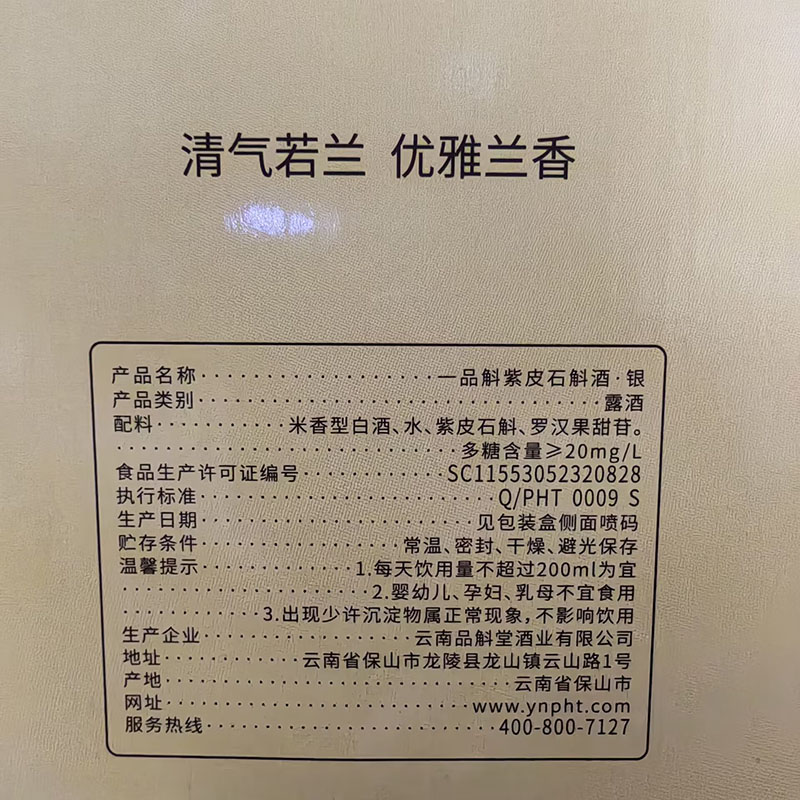 清气若兰 优雅兰香
产品名称····················一品斛紫皮石斛酒·银
产品类别································露酒
配料············米香型白酒、水、紫皮石斛、罗汉果甜苷。
····························多糖含量≥20mg/L
食品生产许可证编号············SC11553052320828
执行标准························Q/PHT 0009 S
生产日期······················见包装盒侧面喷码
贮存条件················常温、密封、干燥、避光保存
温馨提示············1.每天饮用量不超过200ml为宜
··················2.婴幼儿、孕妇、乳母不宜食用
···········3.出现少许沉淀物属正常现象,不影响饮用
生产企业·················云南品斛堂酒业有限公司
地址···········云南省保山市龙陵县龙山镇云山路1号
产地·····························云南省保山市
网址························www.ynpht.com
服务热线······················400-800-7127